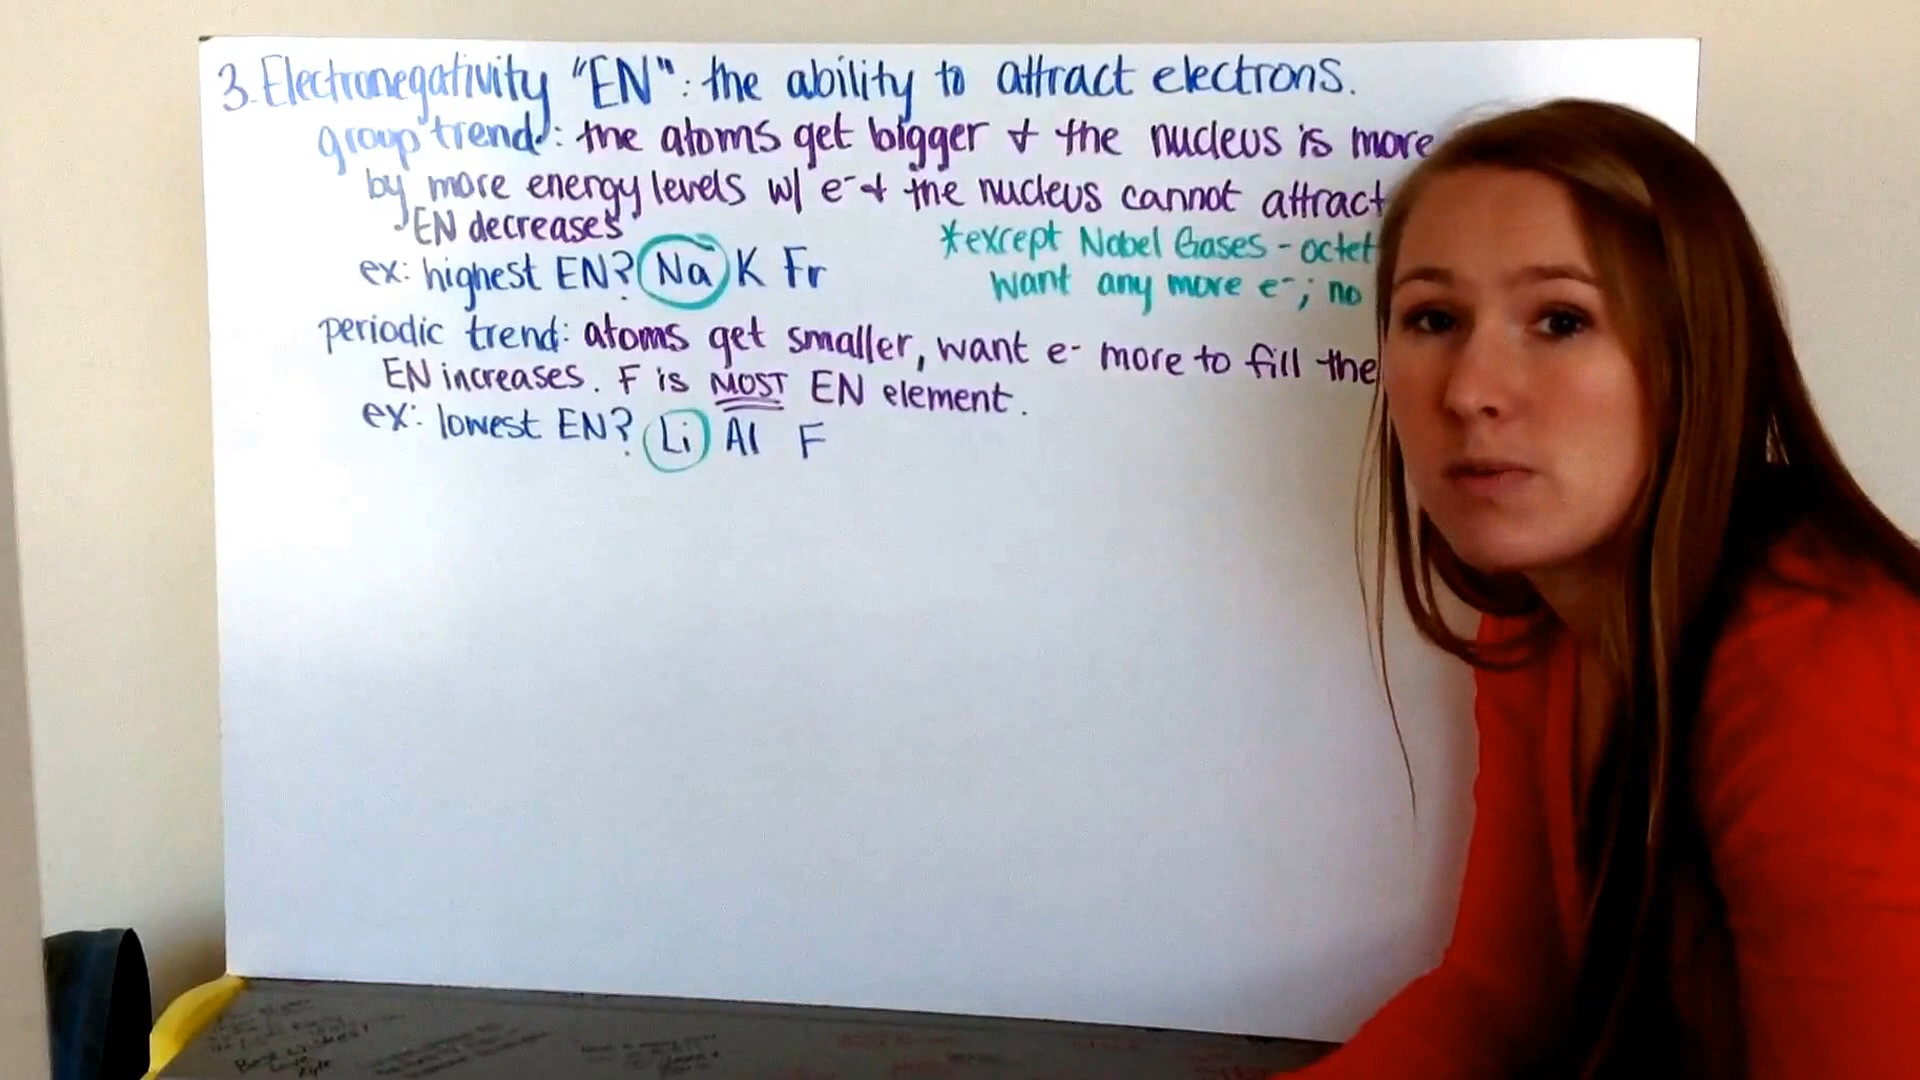 3. Electronegativity "EN": the ability to attract electrons.
group trend: the atoms get bigger + the nucleus is more
by more energy levels w/ e⁻ + the nucleus cannot attract
EN decreases
*except Nobel Gases - octet
ex: highest EN? Na K Fr
want any more e⁻; no
periodic trend: atoms get smaller, want e⁻ more to fill the
EN increases. F is MOST EN element.
ex: lowest EN? Li Al F